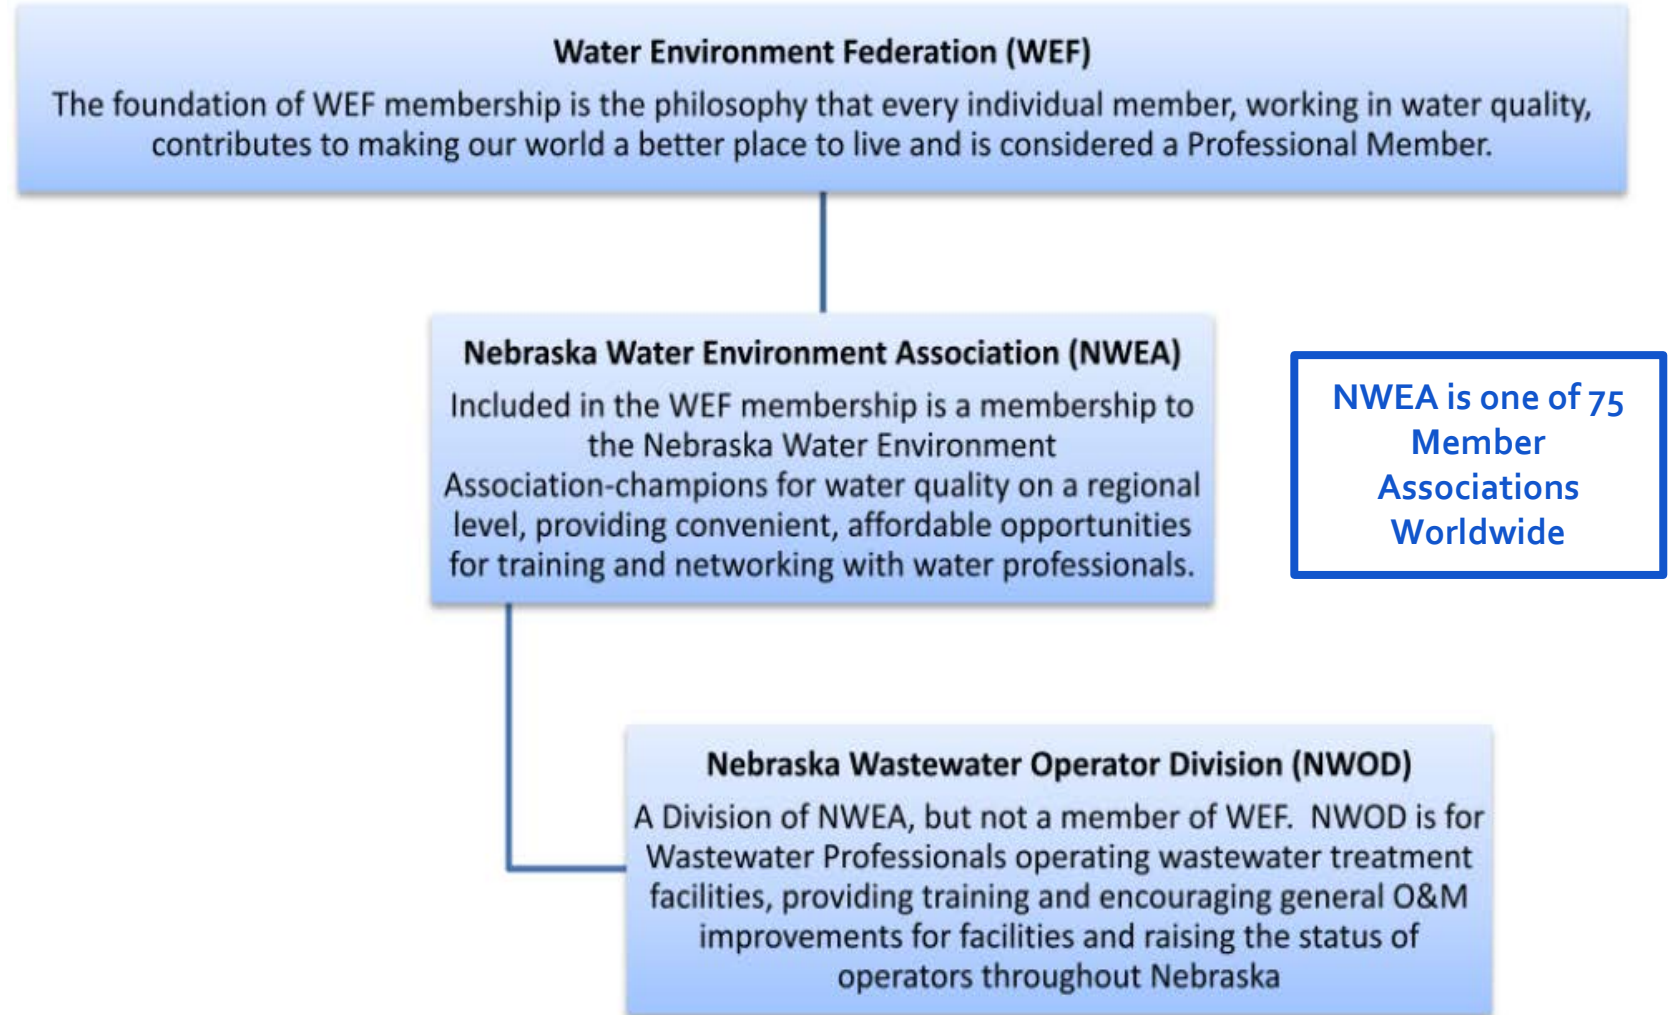 Water Environment Federation (WEF)
The foundation of WEF membership is the philosophy that every individual member, working in water quality,
contributes to making our world a better place to live and is considered a Professional Member.
Nebraska Water Environment Association (NWEA)
Included in the WEF membership is a membership to
the Nebraska Water Environment
Association-champions for water quality on a regional
level, providing convenient, affordable opportunities
for training and networking with water professionals.
NWEA is one of 75
Member
Associations
Worldwide
Nebraska Wastewater Operator Division (NWOD)
A Division of NWEA, but not a member of WEF.  NWOD is for
Wastewater Professionals operating wastewater treatment
facilities, providing training and encouraging general O&M
improvements for facilities and raising the status of
operators throughout Nebraska